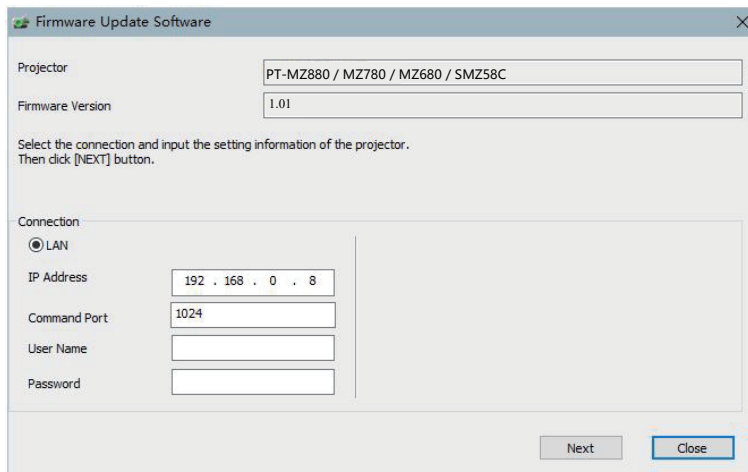 Firmware Update Software
Projector PT-MZ880 / MZ780 / MZ680 / SMZ58C
Firmware Version 1.01
Select the connection and input the setting information of the projector.
Then click [NEXT] button.
Connection
LAN
IP Address 192 . 168 . 0 . 8
Command Port 1024
User Name
Password
Next Close